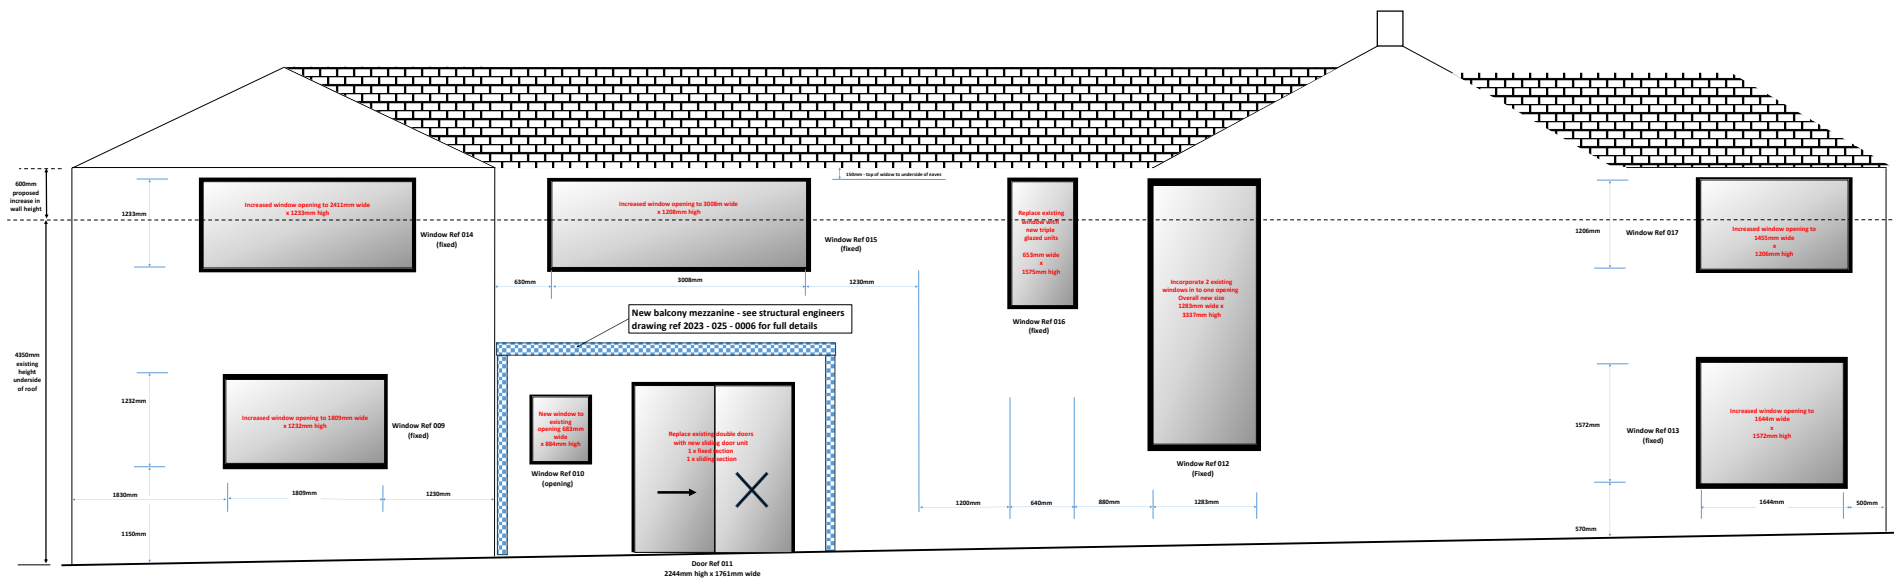 600mm
proposed
increase in
wall height
4350mm
existing
height
underside
of roof
1233mm
Increased window opening to 2411mm wide
x 1233mm high
Window Ref 014
(fixed)
1232mm
Increased window opening to 1809mm wide
x 1232mm high
Window Ref 009
(fixed)
1830mm
1809mm
1230mm
1150mm
150mm - top of widow to underside of eaves
Increased window opening to 3008m wide
x 1208mm high
Window Ref 015
(fixed)
630mm
3008mm
1230mm
New balcony mezzanine - see structural engineers
drawing ref 2023 - 025 - 0006 for full details
New window to
existing
opening 683mm
wide
x 884mm high
Window Ref 010
(opening)
Replace existing double doors
with new sliding door unit
1 x fixed section
1 x sliding section
Door Ref 011
2244mm high x 1761mm wide
Replace existing
window with
new triple
glazed units
653mm wide
x
1575mm high
Window Ref 016
(fixed)
Incorporate 2 existing
windows in to one opening
Overall new size
1283mm wide x
3337mm high
Window Ref 012
(Fixed)
1200mm
640mm
880mm
1283mm
1206mm
Window Ref 017
Increased window opening to
1455mm wide
x
1206mm high
1572mm
Window Ref 013
(fixed)
Increased window opening to
1644m wide
x
1572mm high
1644mm
500mm
570mm